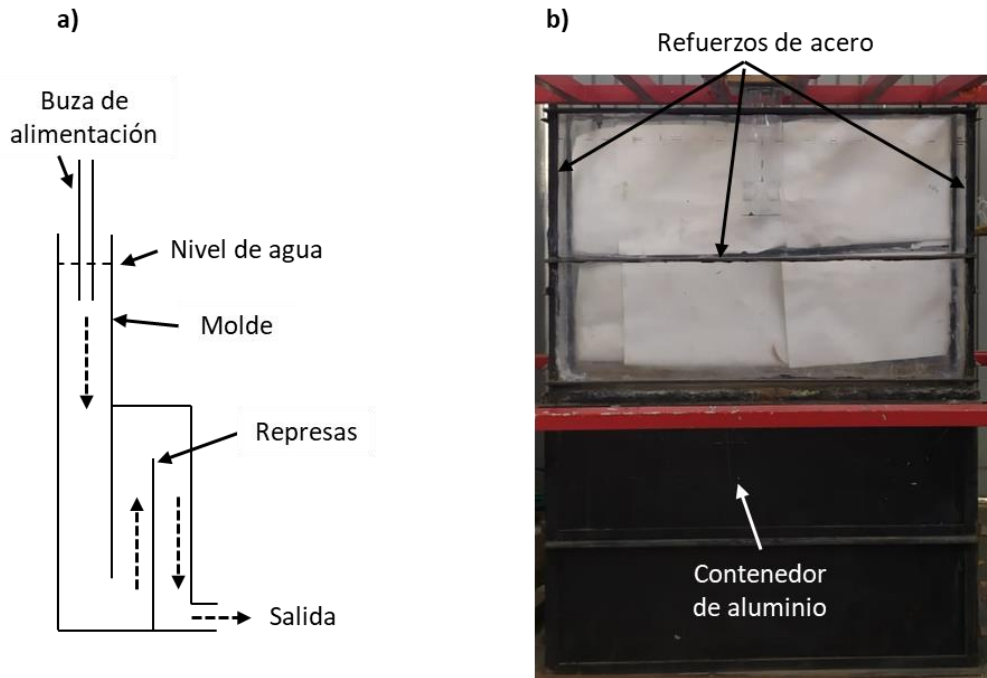 a)
Buza de
alimentación
Nivel de agua
Molde
Represas
Salida
b)
Refuerzos de acero
Contenedor
de aluminio